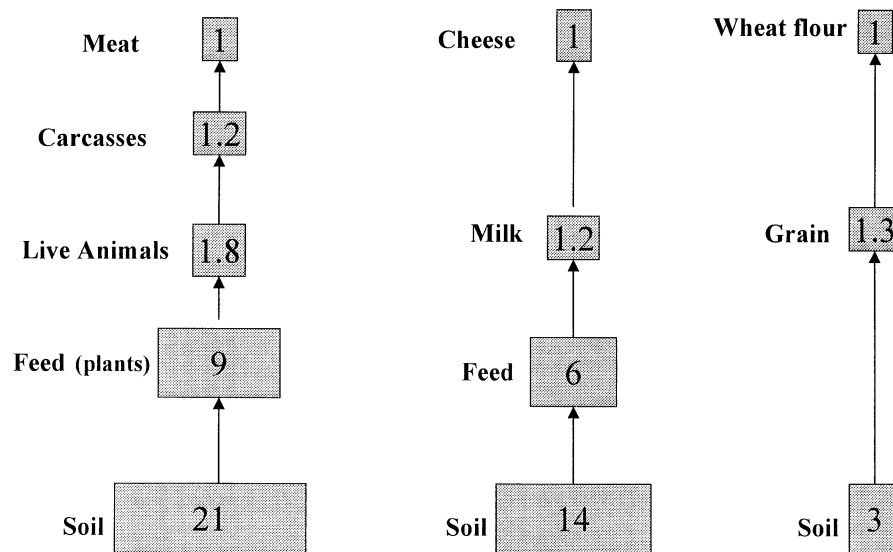 Meat 1
Carcasses 1.2
Live Animals 1.8
Feed (plants) 9
Soil 21
Cheese 1
Milk 1.2
Feed 6
Soil 14
Wheat flour 1
Grain 1.3
Soil 3